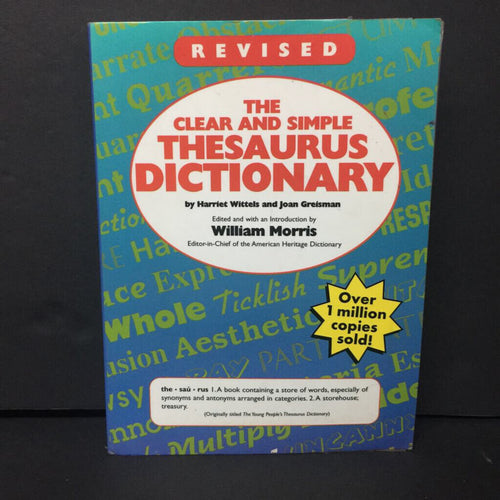 REVISED
THE
CLEAR AND SIMPLE
THESAURUS
DICTIONARY
by Harriet Wittels and Joan Greisman
Edited and with an Introduction by
William Morris
Editor-in-Chief of the American Heritage Dictionary
Over
1 million
copies
sold!
the • saú • rus 1.A book containing a store of words, especially of
synonyms and antonyms arranged in categories. 2.A storehouse;
treasury.
(Originally titled The Young People's Thesaurus Dictionary)
Quarrel
Whole Ticklish Supreme
Aesthetic
Multiply